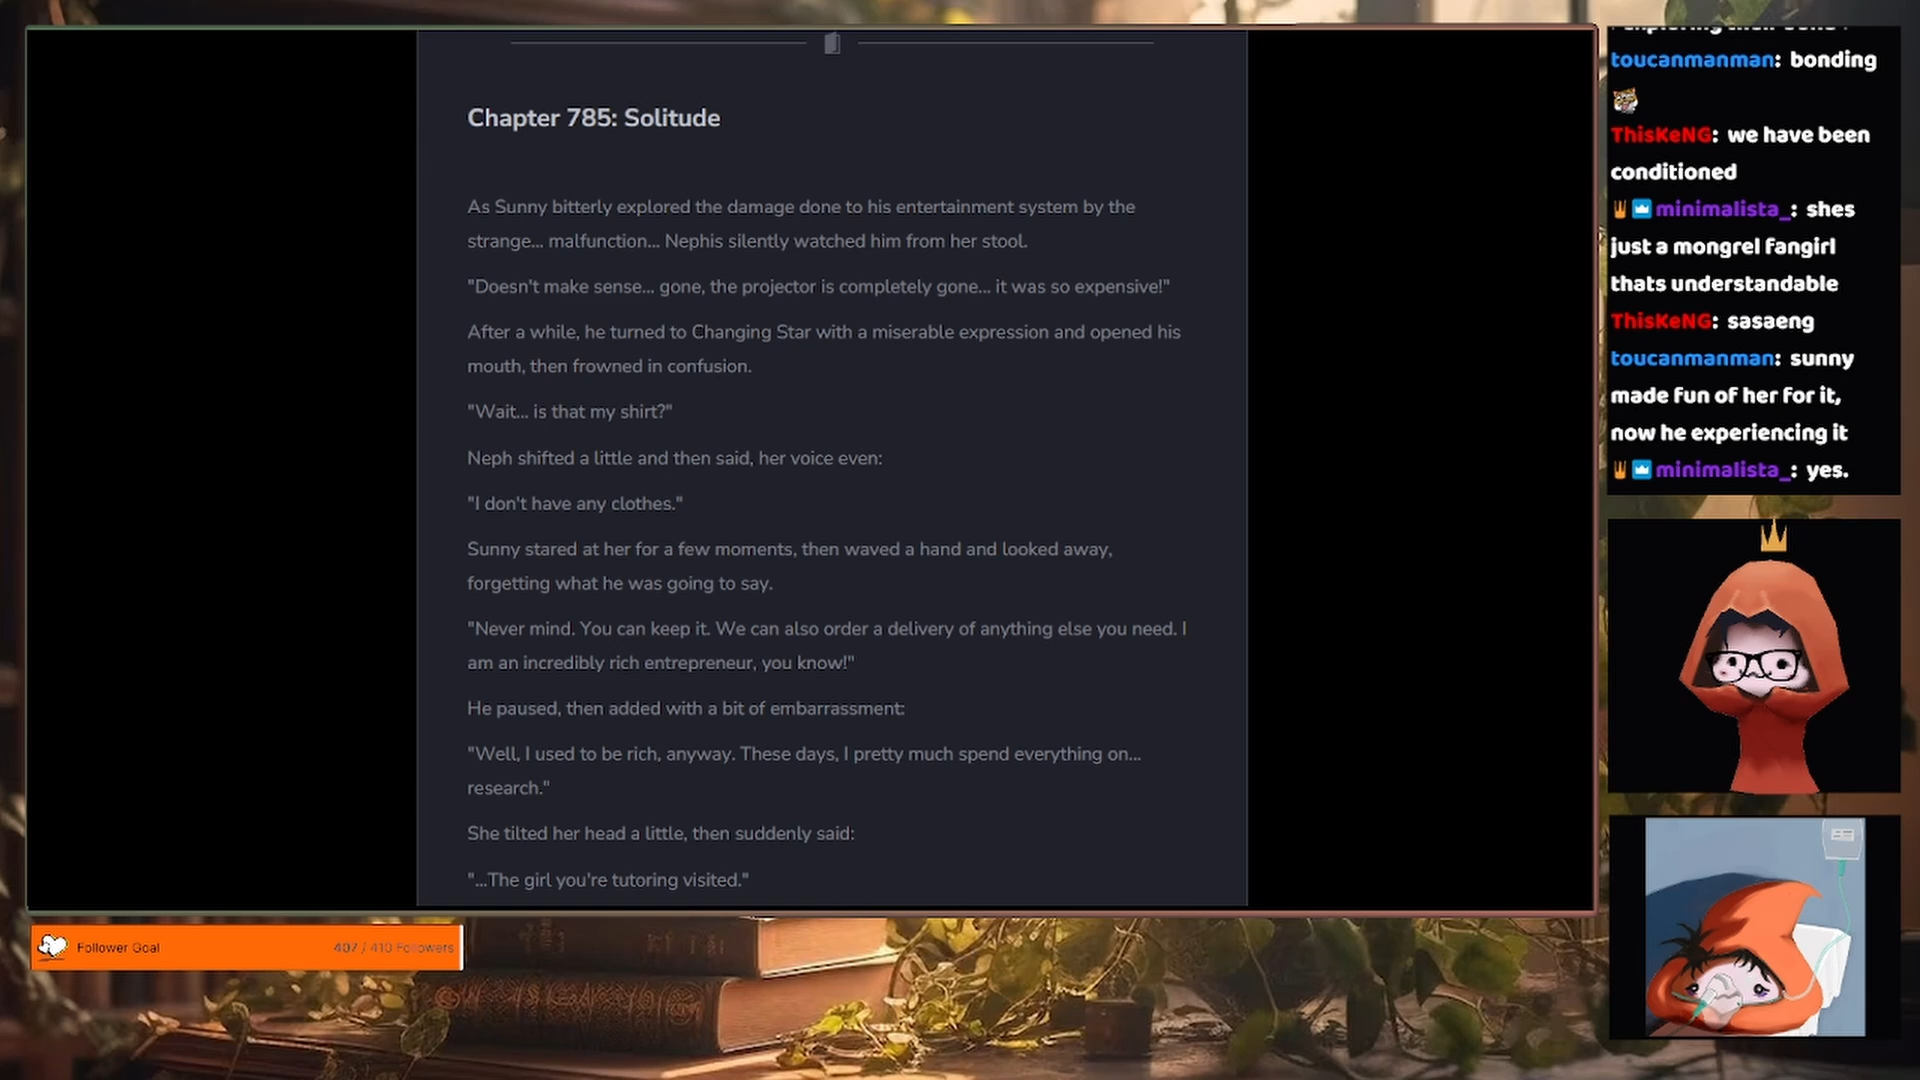 Chapter 785: Solitude
As Sunny bitterly explored the damage done to his entertainment system by the
strange... malfunction... Nephis silently watched him from her stool.
"Doesn't make sense... gone, the projector is completely gone... it was so expensive!"
After a while, he turned to Changing Star with a miserable expression and opened his
mouth, then frowned in confusion.
"Wait... is that my shirt?"
Neph shifted a little and then said, her voice even:
"I don't have any clothes."
Sunny stared at her for a few moments, then waved a hand and looked away,
forgetting what he was going to say.
"Never mind. You can keep it. We can also order a delivery of anything else you need. I
am an incredibly rich entrepreneur, you know!"
He paused, then added with a bit of embarrassment:
"Well, I used to be rich, anyway. These days, I pretty much spend everything on...
research."
She tilted her head a little, then suddenly said:
"...The girl you're tutoring visited."
toucanmanman: bonding
ThisKeNG: we have been
conditioned
minimalista_: shes
just a mongrel fangirl
thats understandable
ThisKeNG: sasaeng
toucanmanman: sunny
made fun of her for it,
now he experiencing it
minimalista_: yes.
Follower Goal
407 / 410 Followers